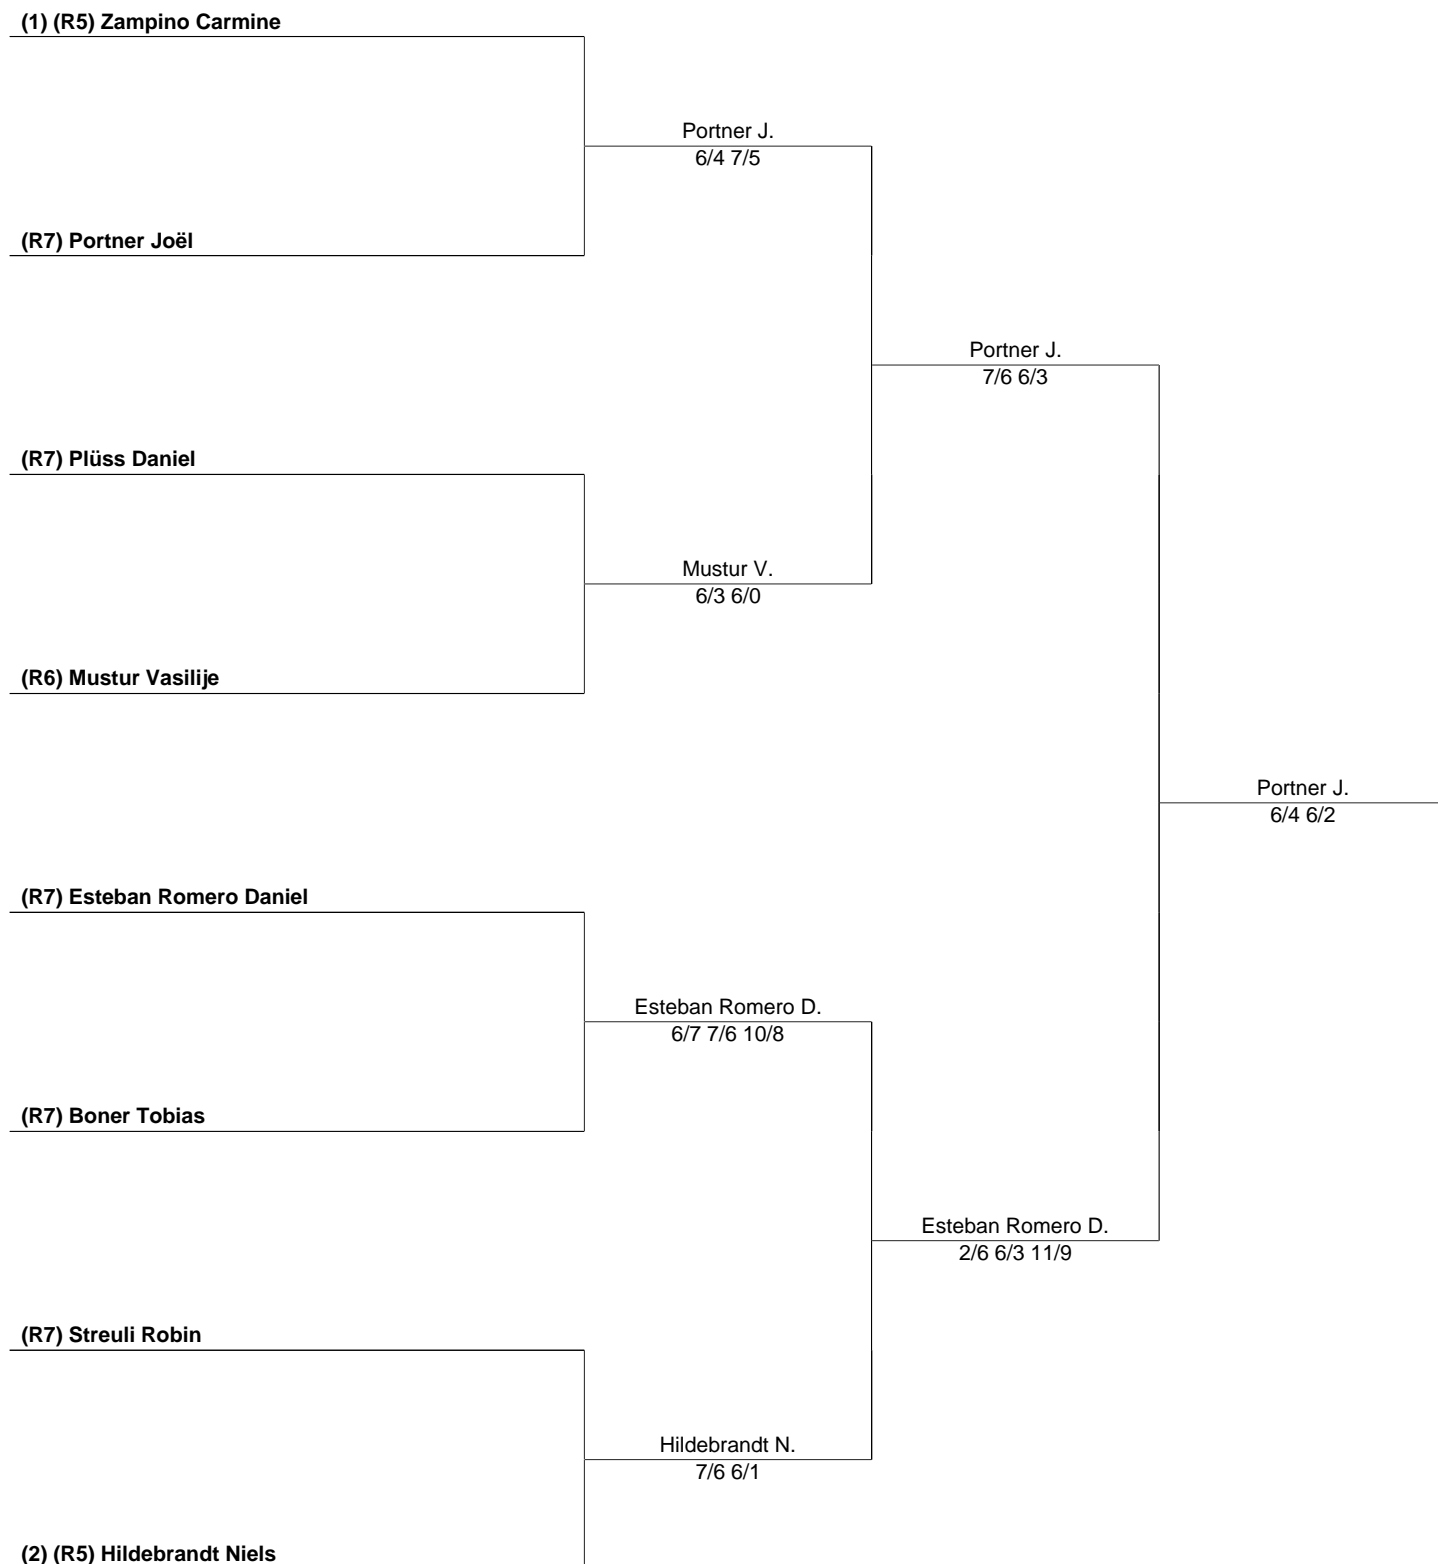 (1) (R5) Zampino Carmine
Portner J.
6/4 7/5
(R7) Portner Joël
Portner J.
7/6 6/3
(R7) Plüss Daniel
Mustur V.
6/3 6/0
(R6) Mustur Vasilije
Portner J.
6/4 6/2
(R7) Esteban Romero Daniel
Esteban Romero D.
6/7 7/6 10/8
(R7) Boner Tobias
Esteban Romero D.
2/6 6/3 11/9
(R7) Streuli Robin
Hildebrandt N.
7/6 6/1
(2) (R5) Hildebrandt Niels